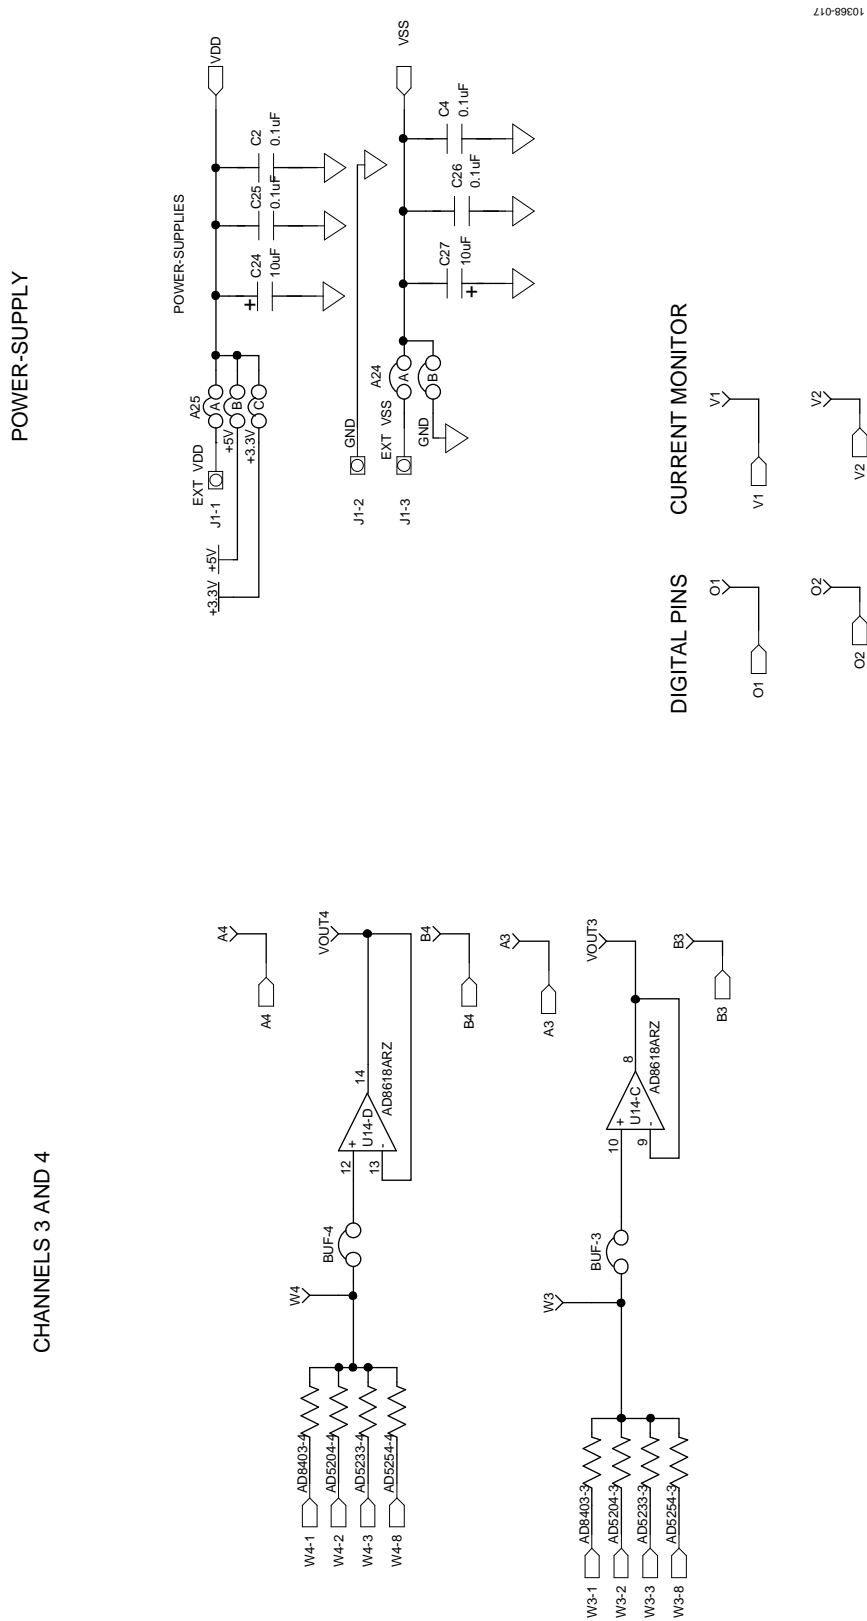 POWER-SUPPLY
POWER-SUPPLIES
+3.3V
+5V
EXT VDD
J1-1
A25
A
+5V
B
+3.3V
C
C24
10uF
+
C25
0.1uF
C2
0.1uF
VDD
J1-2
GND
J1-3
EXT VSS
A24
A
GND
B
C27
10uF
+
C26
0.1uF
C4
0.1uF
VSS
DIGITAL PINS
O1
O1
O2
O2
CURRENT MONITOR
V1
V1
V2
V2
CHANNELS 3 AND 4
W4-1
AD8403-4
W4-2
AD5204-4
W4-3
AD5233-4
W4-8
AD5254-4
W4
BUF-4
12
+
13
-
U14-D
14
AD8618ARZ
VOUT4
A4
A4
B4
B4
W3-1
AD8403-3
W3-2
AD5204-3
W3-3
AD5233-3
W3-8
AD5254-3
W3
BUF-3
10
+
9
-
U14-C
8
AD8618ARZ
VOUT3
A3
A3
B3
B3
10368-017